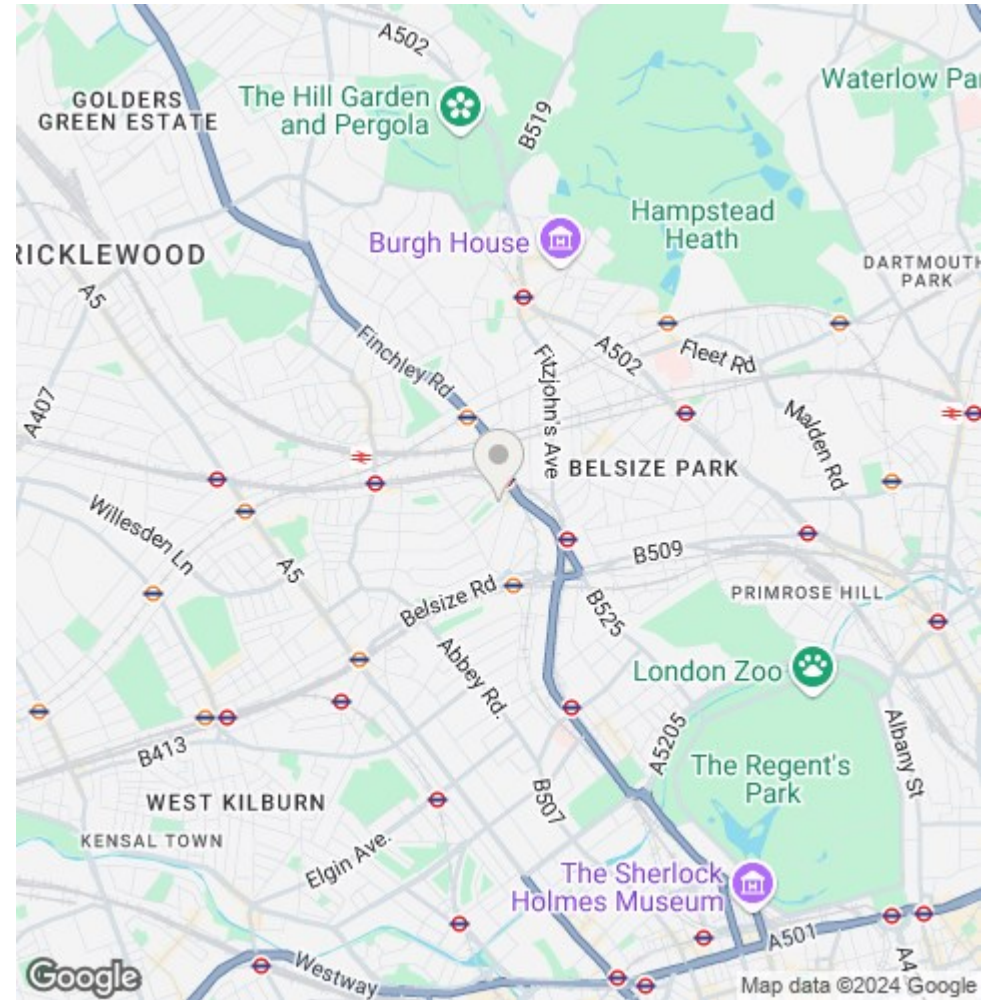 A502
Waterlow Par
GOLDERS
GREEN ESTATE
The Hill Garden
and Pergola
B519
Hampstead
Heath
Burgh House
RICKLEWOOD
DARTMOUTH
PARK
A5
A502
Fleet Rd
Finchley Rd
Fitzjohn's Ave
A407
Malden Rd
BELSIZE PARK
Willesden Ln
A5
B509
Belsize Rd
PRIMROSE HILL
B525
Abbey Rd.
London Zoo
Albany St
A5205
B413
The Regent's
Park
WEST KILBURN
B507
KENSAL TOWN
Elgin Ave.
The Sherlock
Holmes Museum
A501
A4
Westway
Google
Map data ©2024 Google